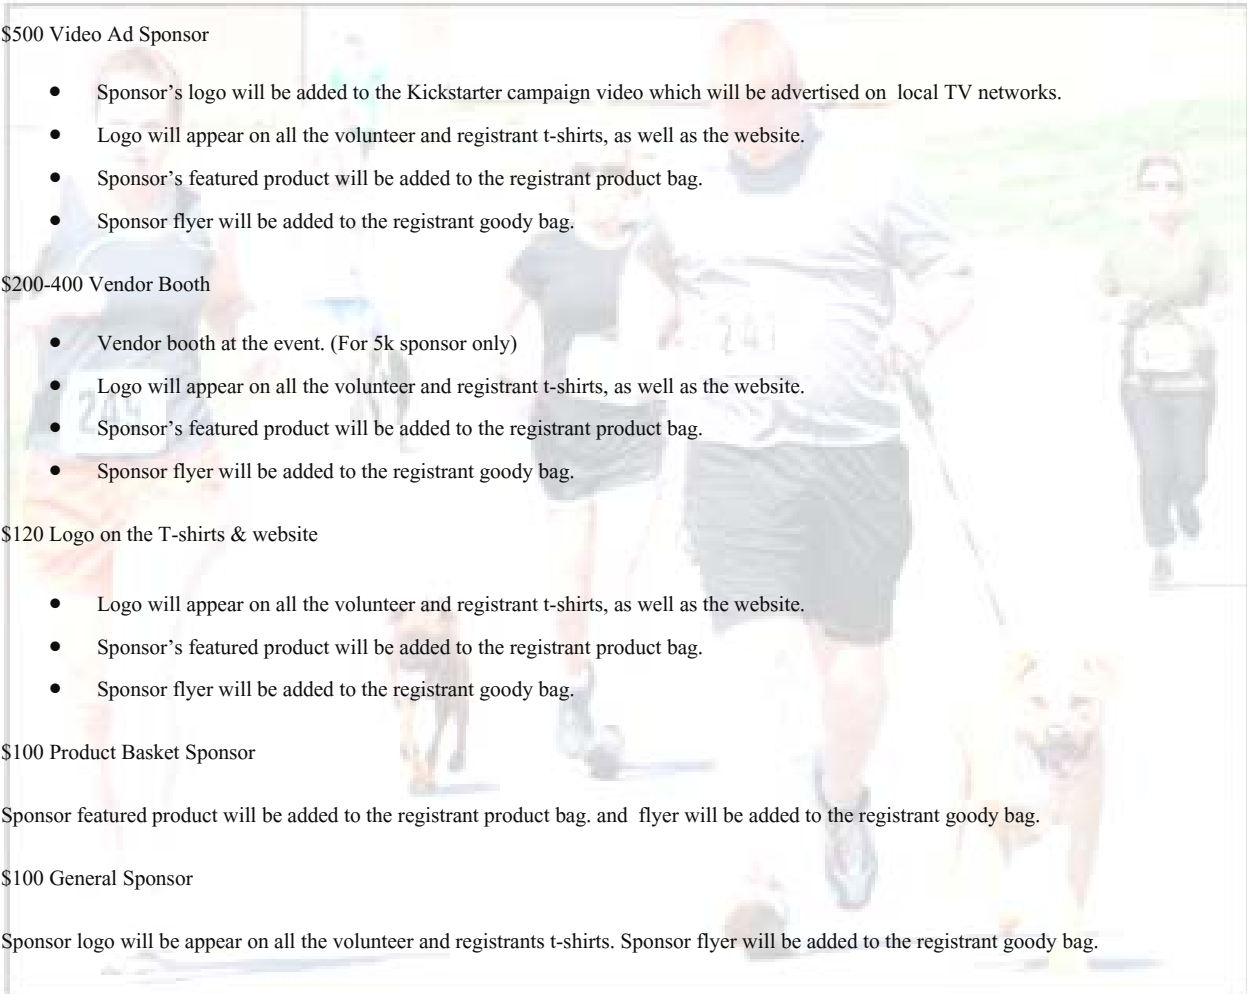 $500 Video Ad Sponsor
• Sponsor’s logo will be added to the Kickstarter campaign video which will be advertised on  local TV networks.
• Logo will appear on all the volunteer and registrant t-shirts, as well as the website.
• Sponsor’s featured product will be added to the registrant product bag.
• Sponsor flyer will be added to the registrant goody bag.
$200-400 Vendor Booth
• Vendor booth at the event. (For 5k sponsor only)
• Logo will appear on all the volunteer and registrant t-shirts, as well as the website.
• Sponsor’s featured product will be added to the registrant product bag.
• Sponsor flyer will be added to the registrant goody bag.
$120 Logo on the T-shirts & website
• Logo will appear on all the volunteer and registrant t-shirts, as well as the website.
• Sponsor’s featured product will be added to the registrant product bag.
• Sponsor flyer will be added to the registrant goody bag.
$100 Product Basket Sponsor
Sponsor featured product will be added to the registrant product bag. and  flyer will be added to the registrant goody bag.
$100 General Sponsor
Sponsor logo will be appear on all the volunteer and registrants t-shirts. Sponsor flyer will be added to the registrant goody bag.